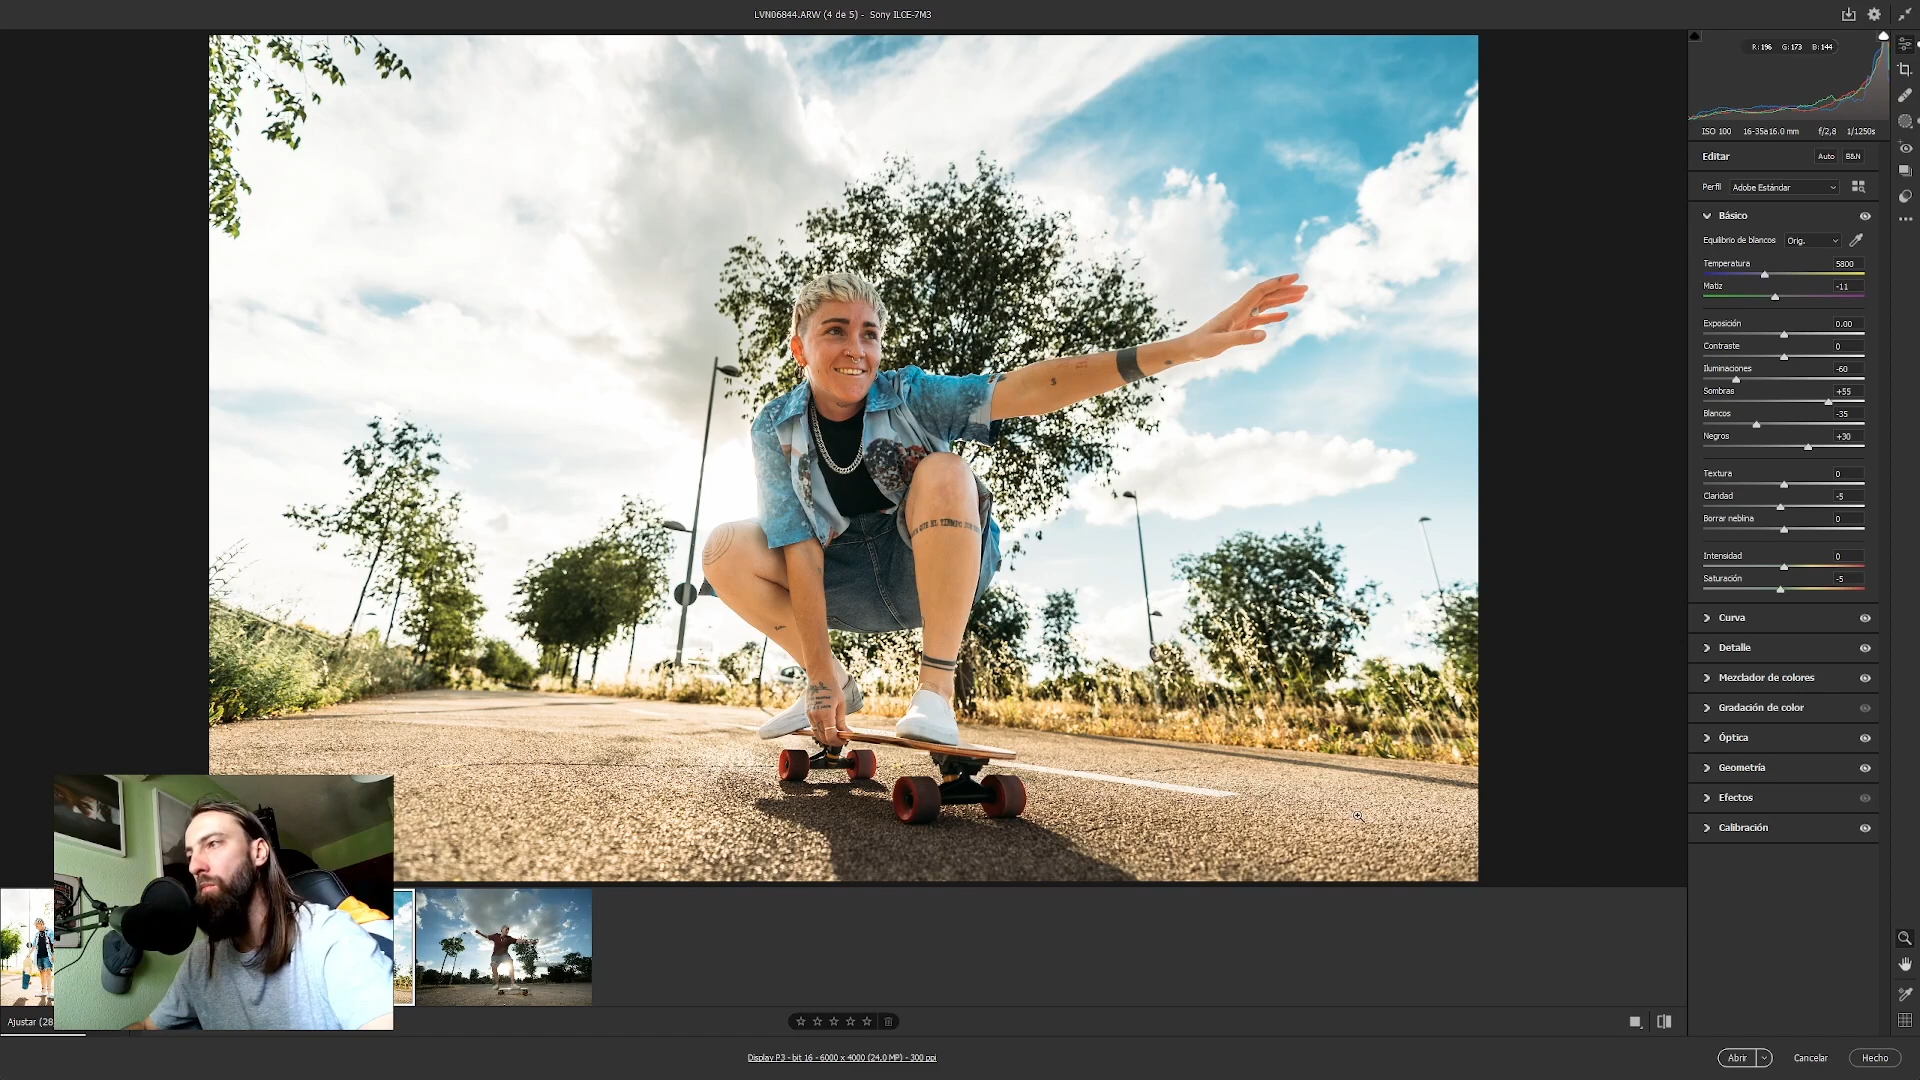 LVN06844.ARW (4 de 5) - Sony ILCE-7M3
R: 196 G: 173 B: 144
ISO 100 16-35a16.0 mm f/2,8 1/1250s
Editar Auto B&N
Perfil Adobe Estándar
Básico
Equilibrio de blancos Orig.
Temperatura 5800
Matiz -11
Exposición 0.00
Contraste 0
Iluminaciones -60
Sombras +55
Blancos -35
Negros +30
Textura 0
Claridad -5
Borrar neblina 0
Intensidad 0
Saturación -5
Curva
Detalle
Mezclador de colores
Gradación de color
Óptica
Geometría
Efectos
Calibración
Ajustar (28
Display P3 - bit 16 - 6000 x 4000 (24.0 MP) - 300 ppi
Abrir Cancelar Hecho